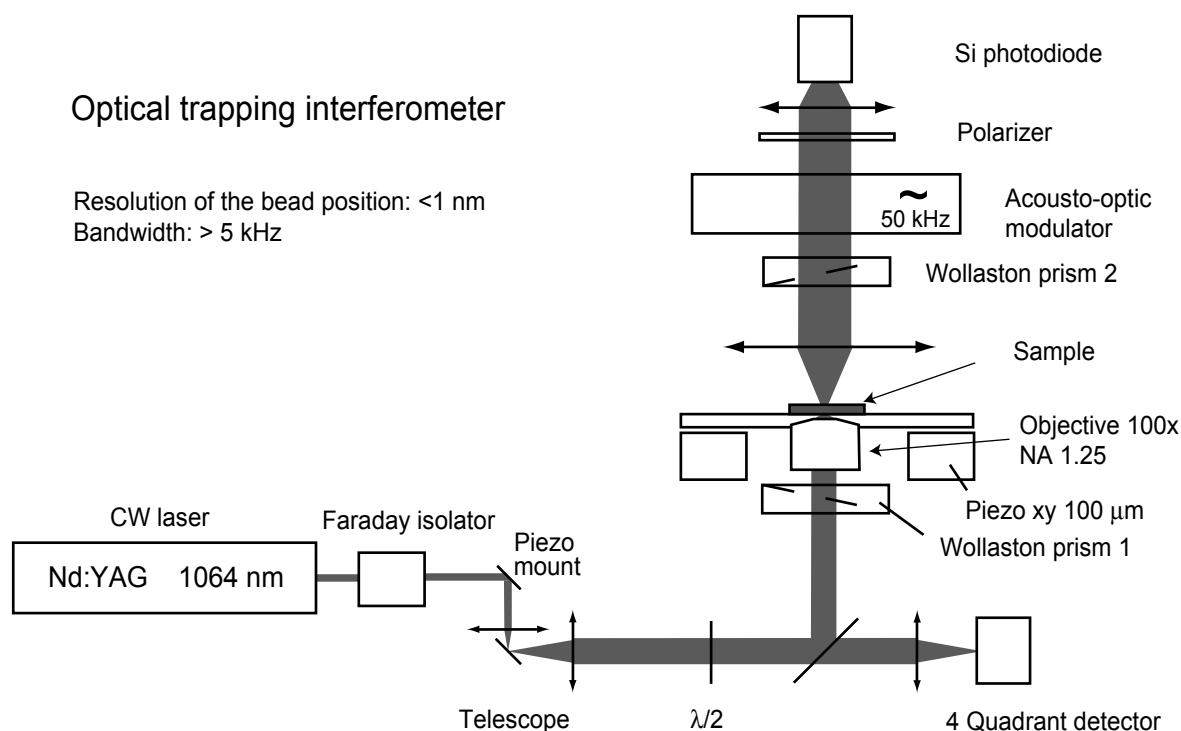 Optical trapping interferometer
Resolution of the bead position: <1 nm
Bandwidth: > 5 kHz
Si photodiode
Polarizer
~
50 kHz
Acousto-optic
modulator
Wollaston prism 2
Sample
Objective 100x
NA 1.25
Piezo xy 100 μm
Wollaston prism 1
CW laser
Nd:YAG 1064 nm
Faraday isolator
Piezo
mount
Telescope
λ/2
4 Quadrant detector